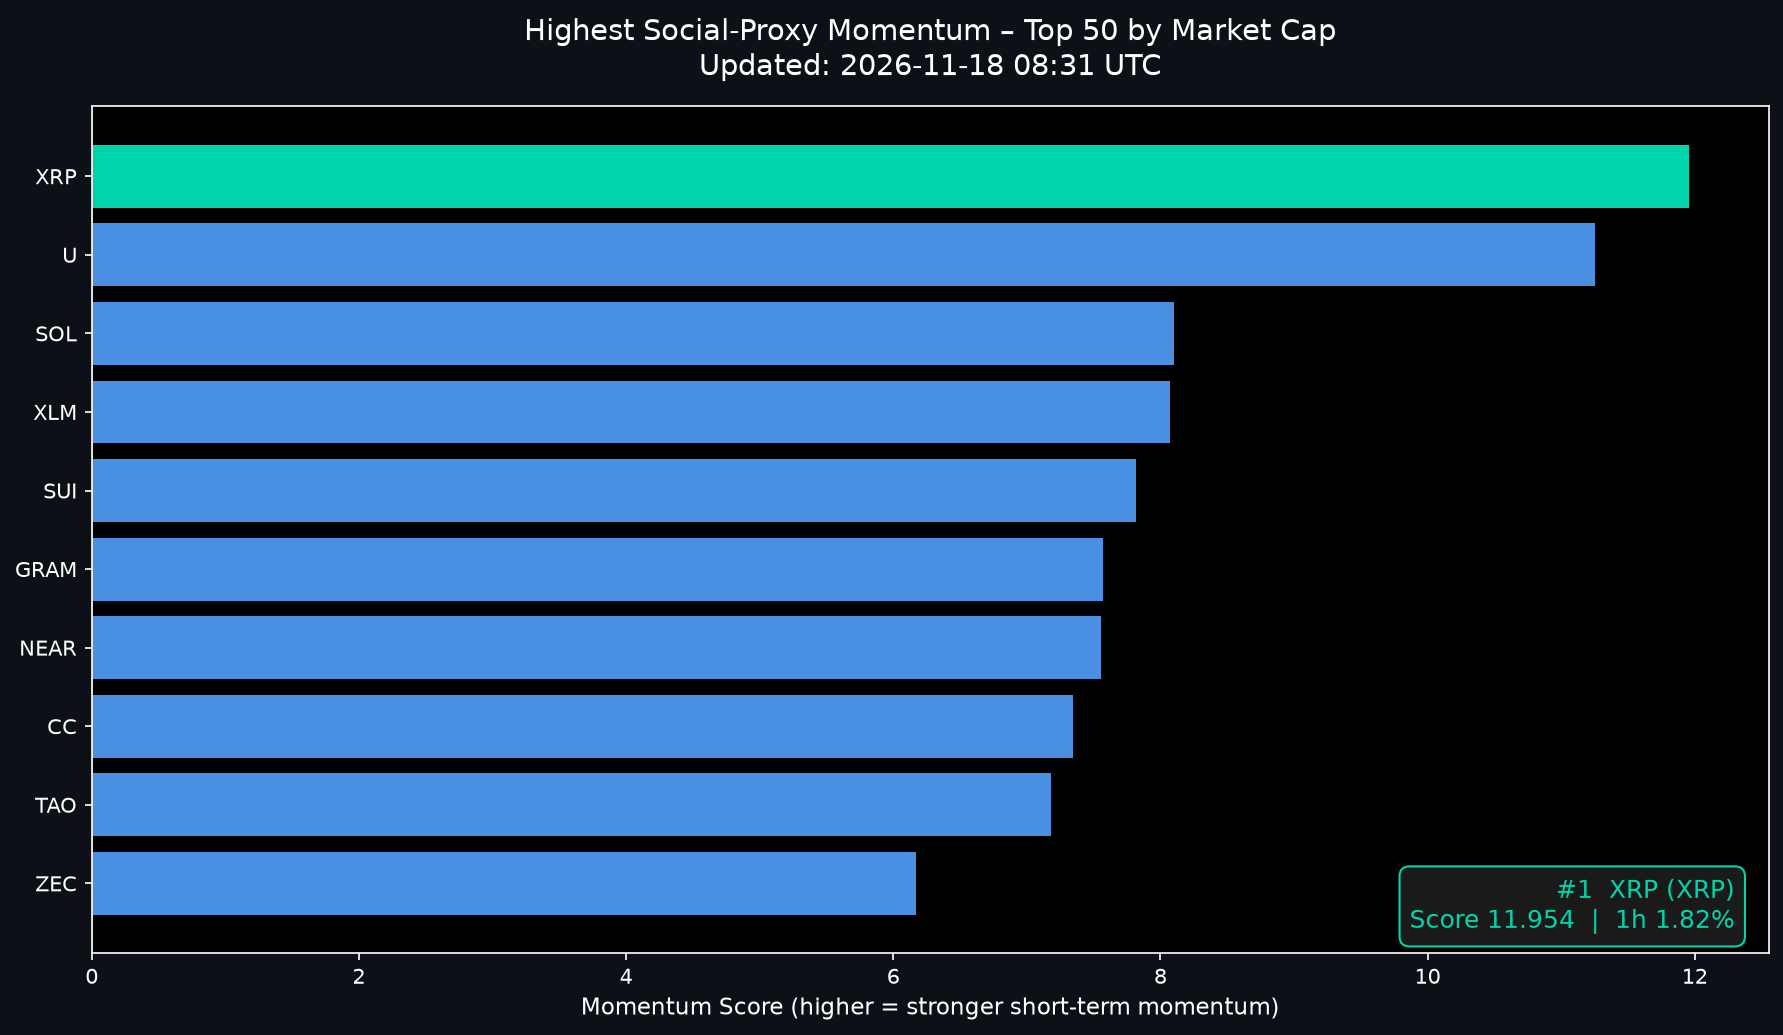 Highest Social-Proxy Momentum – Top 50 by Market Cap
Updated: 2026-11-18 08:31 UTC
XRP
U
SOL
XLM
SUI
GRAM
NEAR
CC
TAO
ZEC
#1 XRP (XRP)
Score 11.954 | 1h 1.82%
0 2 4 6 8 10 12
Momentum Score (higher = stronger short-term momentum)